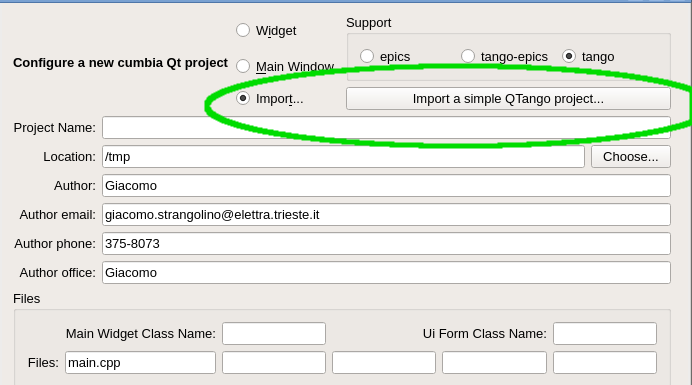 Widget
Support
Configure a new cumbia Qt project
Main Window
epics
tango-epics
tango
Import...
Import a simple QTango project...
Project Name:
Location: /tmp Choose...
Author: Giacomo
Author email: giacomo.strangolino@elettra.trieste.it
Author phone: 375-8073
Author office: Giacomo
Files
Main Widget Class Name: Ui Form Class Name:
Files: main.cpp